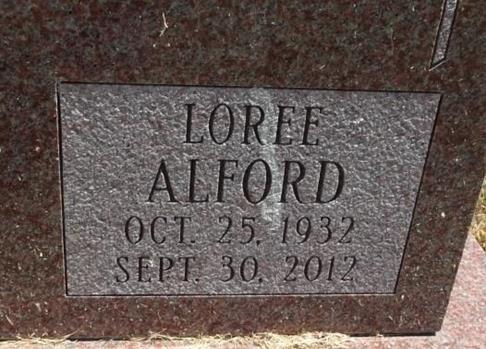 LOREE
ALFORD
OCT. 25, 1932
SEPT. 30, 2012